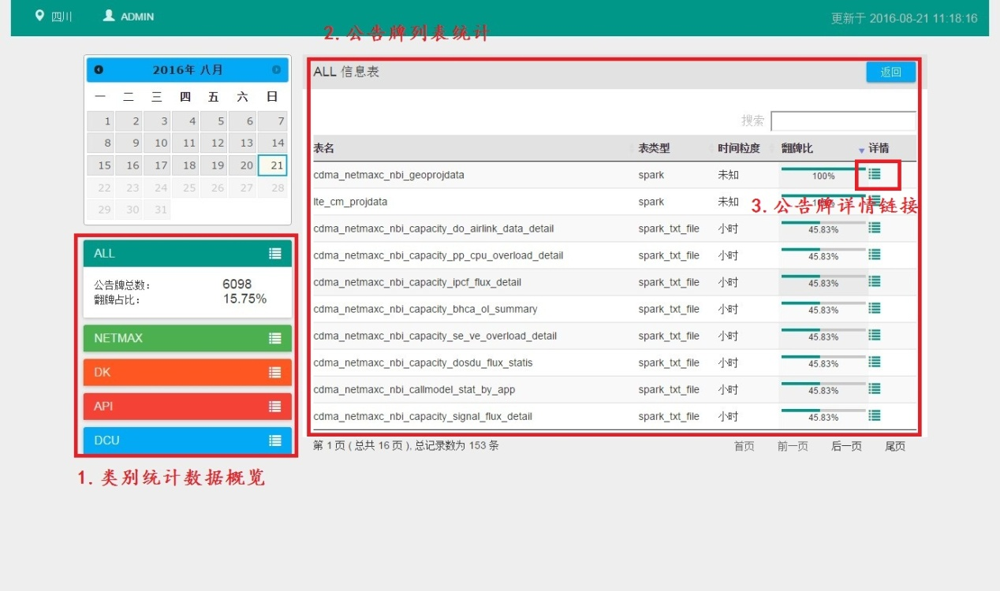 四川 ADMIN 更新于 2016-08-21 11:18:16
2.公告牌列表统计
2016年 八月
一 二 三 四 五 六 日
1 2 3 4 5 6 7
8 9 10 11 12 13 14
15 16 17 18 19 20 21
22 23 24 25 26 27 28
29 30 31
ALL
公告牌总数: 6098
翻牌占比: 15.75%
NETMAX
DK
API
DCU
1.类别统计数据概览
ALL 信息表 返回
搜索
表名 表类型 时间粒度 翻牌比 详情
cdma_netmaxc_nbi_geoprojdata spark 未知 100%
lte_cm_projdata spark 未知 100%
3.公告牌详情链接
cdma_netmaxc_nbi_capacity_do_airlink_data_detail spark_txt_file 小时 45.83%
cdma_netmaxc_nbi_capacity_pp_cpu_overload_detail spark_txt_file 小时 45.83%
cdma_netmaxc_nbi_capacity_ipcf_flux_detail spark_txt_file 小时 45.83%
cdma_netmaxc_nbi_capacity_bhca_ol_summary spark_txt_file 小时 45.83%
cdma_netmaxc_nbi_capacity_se_ve_overload_detail spark_txt_file 小时 45.83%
cdma_netmaxc_nbi_capacity_dosdu_flux_statis spark_txt_file 小时 45.83%
cdma_netmaxc_nbi_callmodel_stat_by_app spark_txt_file 小时 45.83%
cdma_netmaxc_nbi_capacity_signal_flux_detail spark_txt_file 小时 45.83%
第 1 页 ( 总共 16 页 ), 总记录数为 153 条 首页 前一页 后一页 尾页